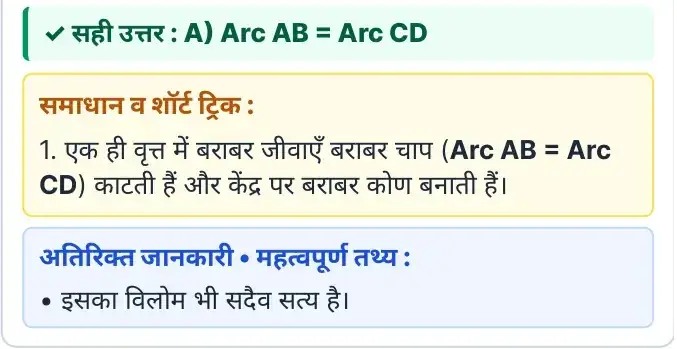 ✓ सही उत्तर : A) Arc AB = Arc CD
समाधान व शॉर्ट ट्रिक :
1. एक ही वृत्त में बराबर जीवाएँ बराबर चाप (Arc AB = Arc
CD) काटती हैं और केंद्र पर बराबर कोण बनाती हैं।
अतिरिक्त जानकारी • महत्वपूर्ण तथ्य :
• इसका विलोम भी सदैव सत्य है।